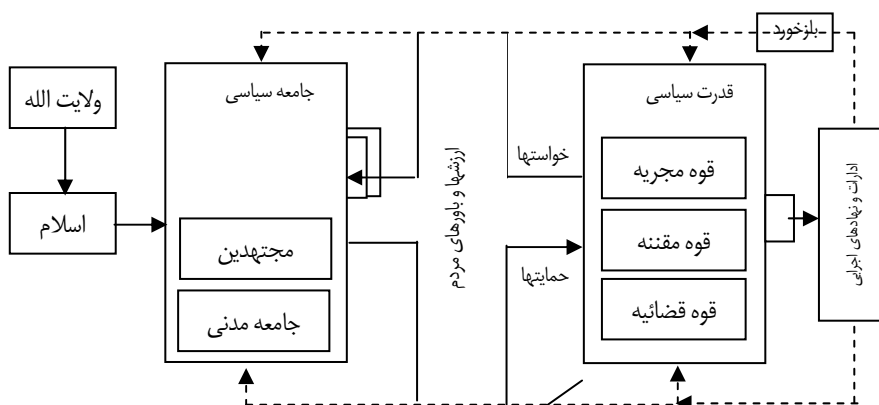 بازخورد
ولایت الله
اسلام
جامعه سیاسی
مجتهدین
جامعه مدنی
ارزشها و باورهای مردم
خواستها
حمایتها
قدرت سیاسی
قوه مجریه
قوه مقننه
قوه قضائیه
ادارات و نهادهای اجرایی